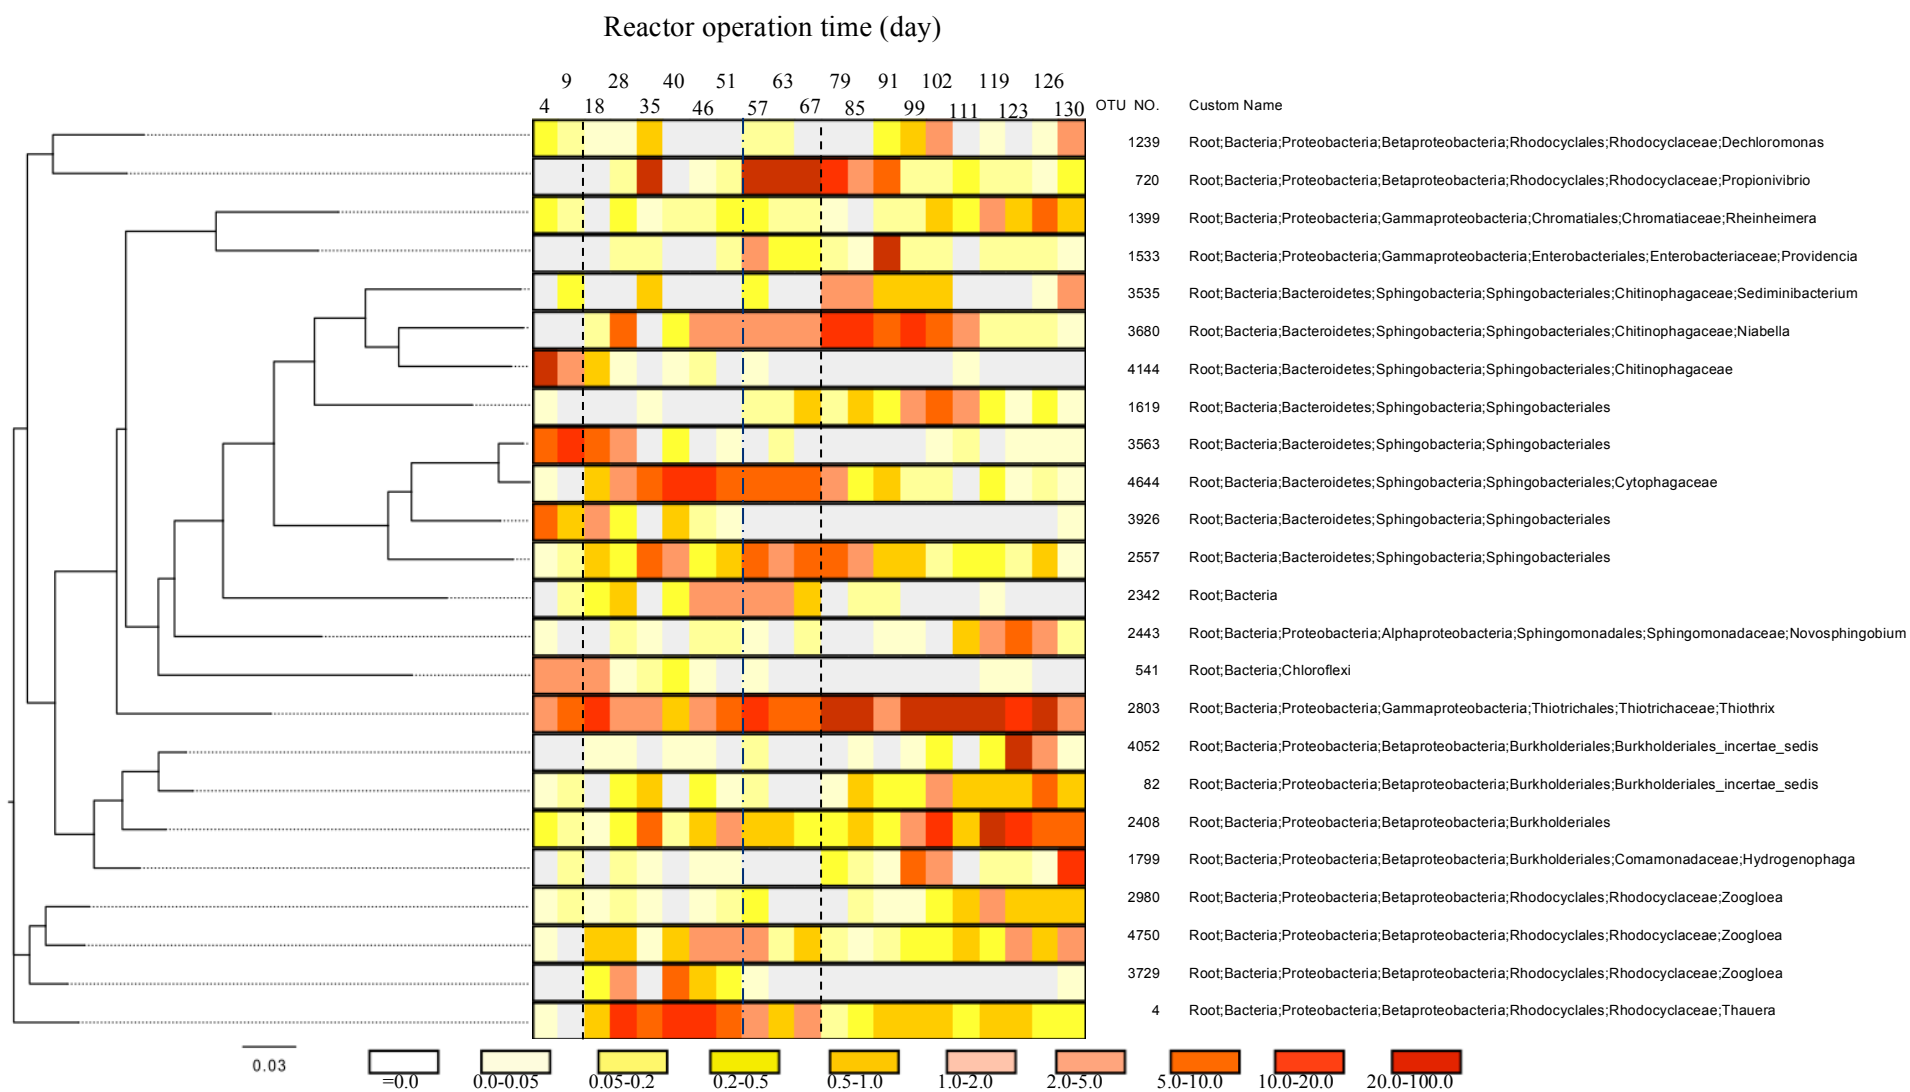 Reactor operation time (day)
9 28 40 51 63 79 91 102 119 126
4 18 35 46 57 67 85 99 111 123 130 OTU NO. Custom Name
1239 Root;Bacteria;Proteobacteria;Betaproteobacteria;Rhodocyclales;Rhodocyclaceae;Dechloromonas
720 Root;Bacteria;Proteobacteria;Betaproteobacteria;Rhodocyclales;Rhodocyclaceae;Propionivibrio
1399 Root;Bacteria;Proteobacteria;Gammaproteobacteria;Chromatiales;Chromatiaceae;Rheinheimera
1533 Root;Bacteria;Proteobacteria;Gammaproteobacteria;Enterobacteriales;Enterobacteriaceae;Providencia
3535 Root;Bacteria;Bacteroidetes;Sphingobacteria;Sphingobacteriales;Chitinophagaceae;Sediminibacterium
3680 Root;Bacteria;Bacteroidetes;Sphingobacteria;Sphingobacteriales;Chitinophagaceae;Niabella
4144 Root;Bacteria;Bacteroidetes;Sphingobacteria;Sphingobacteriales;Chitinophagaceae
1619 Root;Bacteria;Bacteroidetes;Sphingobacteria;Sphingobacteriales
3563 Root;Bacteria;Bacteroidetes;Sphingobacteria;Sphingobacteriales
4644 Root;Bacteria;Bacteroidetes;Sphingobacteria;Sphingobacteriales;Cytophagaceae
3926 Root;Bacteria;Bacteroidetes;Sphingobacteria;Sphingobacteriales
2557 Root;Bacteria;Bacteroidetes;Sphingobacteria;Sphingobacteriales
2342 Root;Bacteria
2443 Root;Bacteria;Proteobacteria;Alphaproteobacteria;Sphingomonadales;Sphingomonadaceae;Novosphingobium
541 Root;Bacteria;Chloroflexi
2803 Root;Bacteria;Proteobacteria;Gammaproteobacteria;Thiotrichales;Thiotrichaceae;Thiothrix
4052 Root;Bacteria;Proteobacteria;Betaproteobacteria;Burkholderiales;Burkholderiales_incertae_sedis
82 Root;Bacteria;Proteobacteria;Betaproteobacteria;Burkholderiales;Burkholderiales_incertae_sedis
2408 Root;Bacteria;Proteobacteria;Betaproteobacteria;Burkholderiales
1799 Root;Bacteria;Proteobacteria;Betaproteobacteria;Burkholderiales;Comamonadaceae;Hydrogenophaga
2980 Root;Bacteria;Proteobacteria;Betaproteobacteria;Rhodocyclales;Rhodocyclaceae;Zoogloea
4750 Root;Bacteria;Proteobacteria;Betaproteobacteria;Rhodocyclales;Rhodocyclaceae;Zoogloea
3729 Root;Bacteria;Proteobacteria;Betaproteobacteria;Rhodocyclales;Rhodocyclaceae;Zoogloea
4 Root;Bacteria;Proteobacteria;Betaproteobacteria;Rhodocyclales;Rhodocyclaceae;Thauera
0.03
=0.0 0.0-0.05 0.05-0.2 0.2-0.5 0.5-1.0 1.0-2.0 2.0-5.0 5.0-10.0 10.0-20.0 20.0-100.0